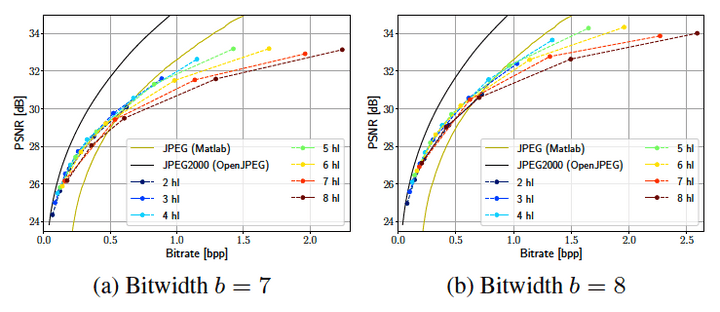 34
32
30
28
26
24
PSNR [dB]
0.0 0.5 1.0 1.5 2.0
Bitrate [bpp]
JPEG (Matlab)
JPEG2000 (OpenJPEG)
2 hl
3 hl
4 hl
5 hl
6 hl
7 hl
8 hl
(a) Bitwidth b = 7
34
32
30
28
26
24
PSNR [dB]
0.0 0.5 1.0 1.5 2.0 2.5
Bitrate [bpp]
JPEG (Matlab)
JPEG2000 (OpenJPEG)
2 hl
3 hl
4 hl
5 hl
6 hl
7 hl
8 hl
(b) Bitwidth b = 8